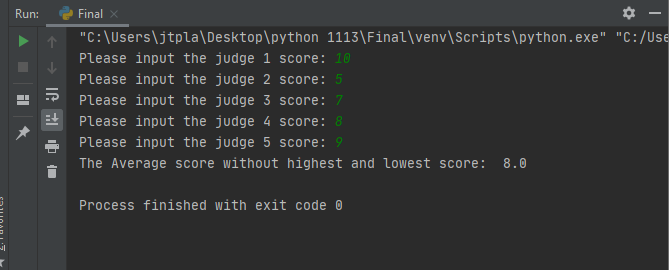 Run: Final
"C:\Users\jtpla\Desktop\python 1113\Final\venv\Scripts\python.exe" "C:/Use
Please input the judge 1 score: 10
Please input the judge 2 score: 5
Please input the judge 3 score: 7
Please input the judge 4 score: 8
Please input the judge 5 score: 9
The Average score without highest and lowest score:  8.0
Process finished with exit code 0